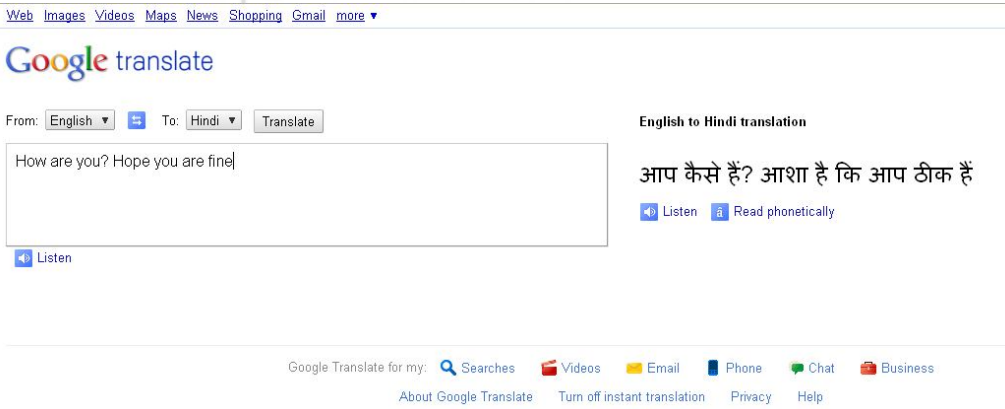 Web Images Videos Maps News Shopping Gmail more ▼
Google translate
From: English ▼ To: Hindi ▼ Translate
How are you? Hope you are fine
Listen
English to Hindi translation
आप कैसे हैं? आशा है कि आप ठीक हैं
Listen ä Read phonetically
Google Translate for my: Searches Videos Email Phone Chat Business
About Google Translate Turn off instant translation Privacy Help